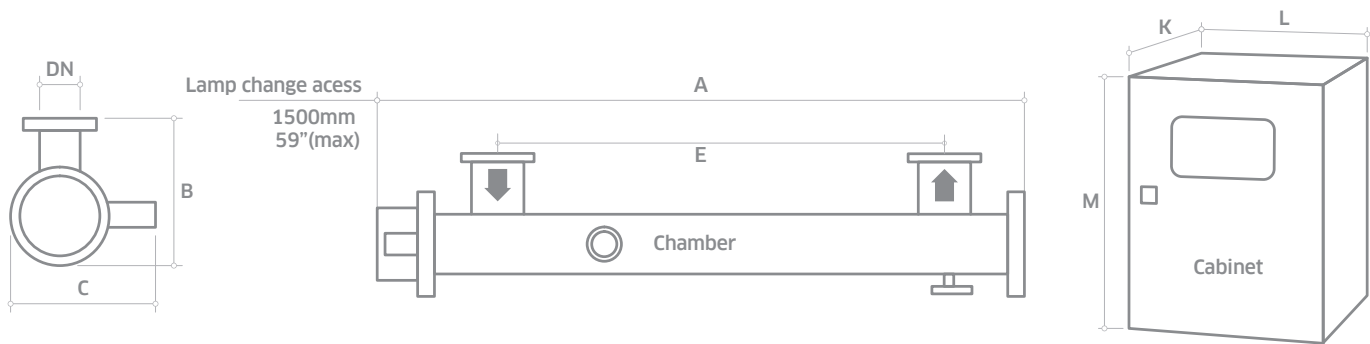 DN
Lamp change acess
1500mm
59”(max)
A
B
C
E
Chamber
K
L
M
Cabinet